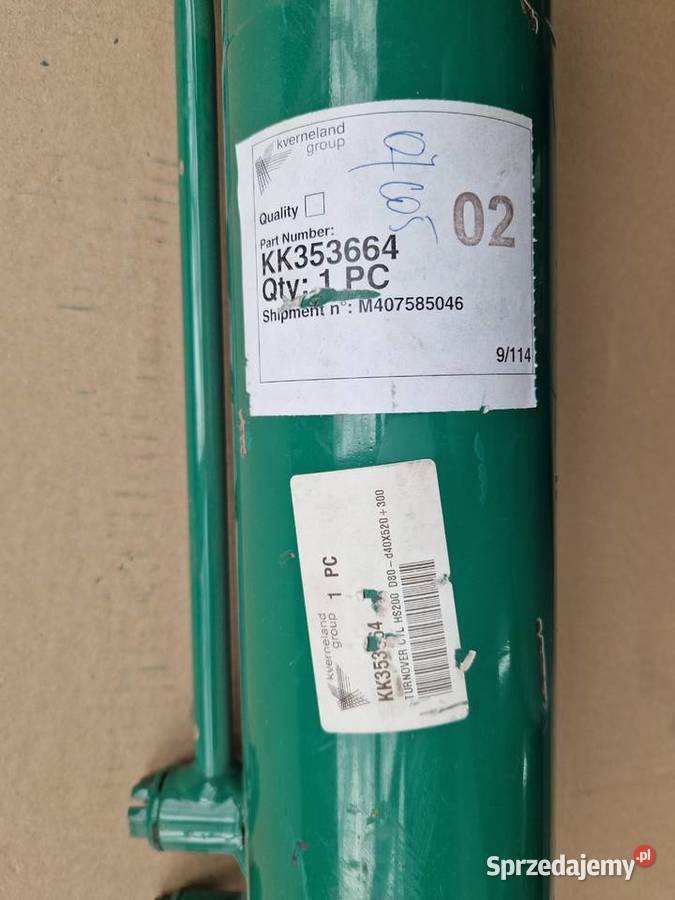 kverneland
group
Quality
02
Part Number:
KK353664
Qty: 1 PC
Shipment n°: M407585046
9/114
kverneland
group
1 PC
KK353664
TURNOVER CYL HS200 D80-d40X620+300
Sprzedajemy.pl